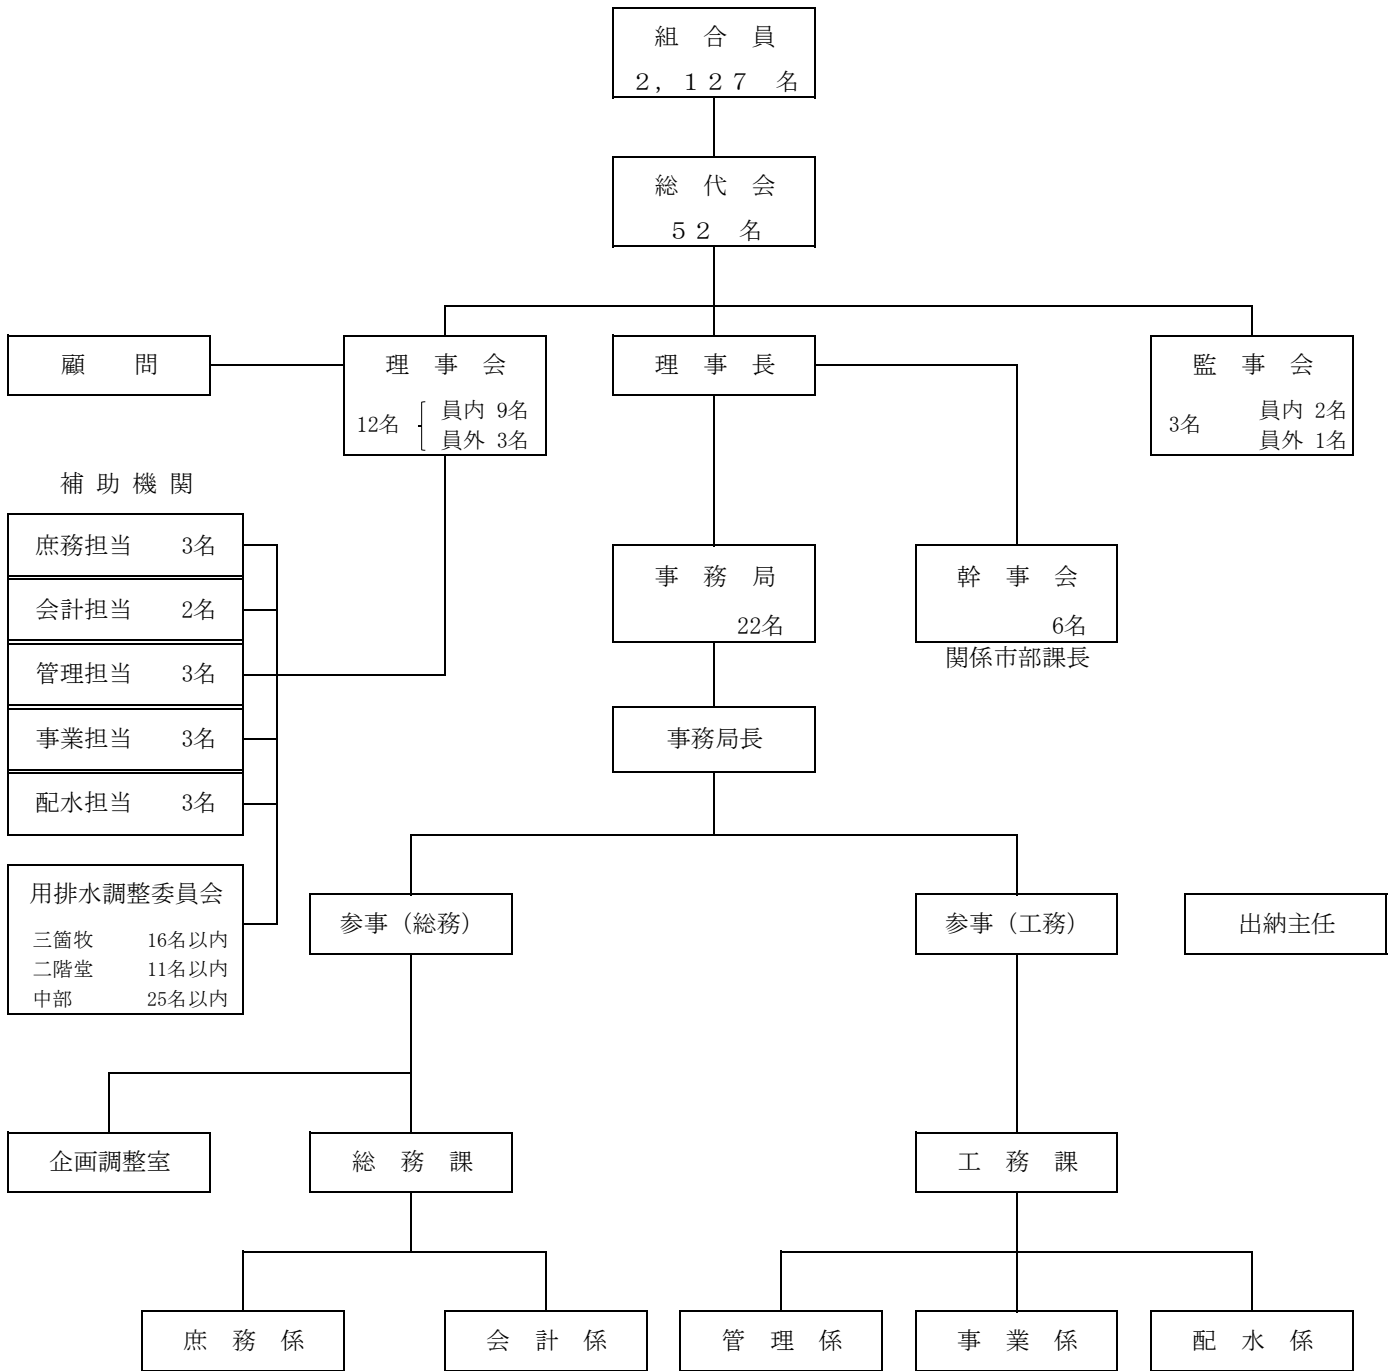 組 合 員
２，１２７ 名
総 代 会
５２ 名
顧 問
理 事 会
12名 員内 9名
員外 3名
理 事 長
監 事 会
3名 員内 2名
員外 1名
補 助 機 関
庶務担当 3名
会計担当 2名
管理担当 3名
事業担当 3名
配水担当 3名
事 務 局
22名
幹 事 会
6名
関係市部課長
事務局長
用排水調整委員会
三箇牧 16名以内
二階堂 11名以内
中部 25名以内
参事（総務）
参事（工務）
出納主任
企画調整室
総 務 課
工 務 課
庶 務 係
会 計 係
管 理 係
事 業 係
配 水 係